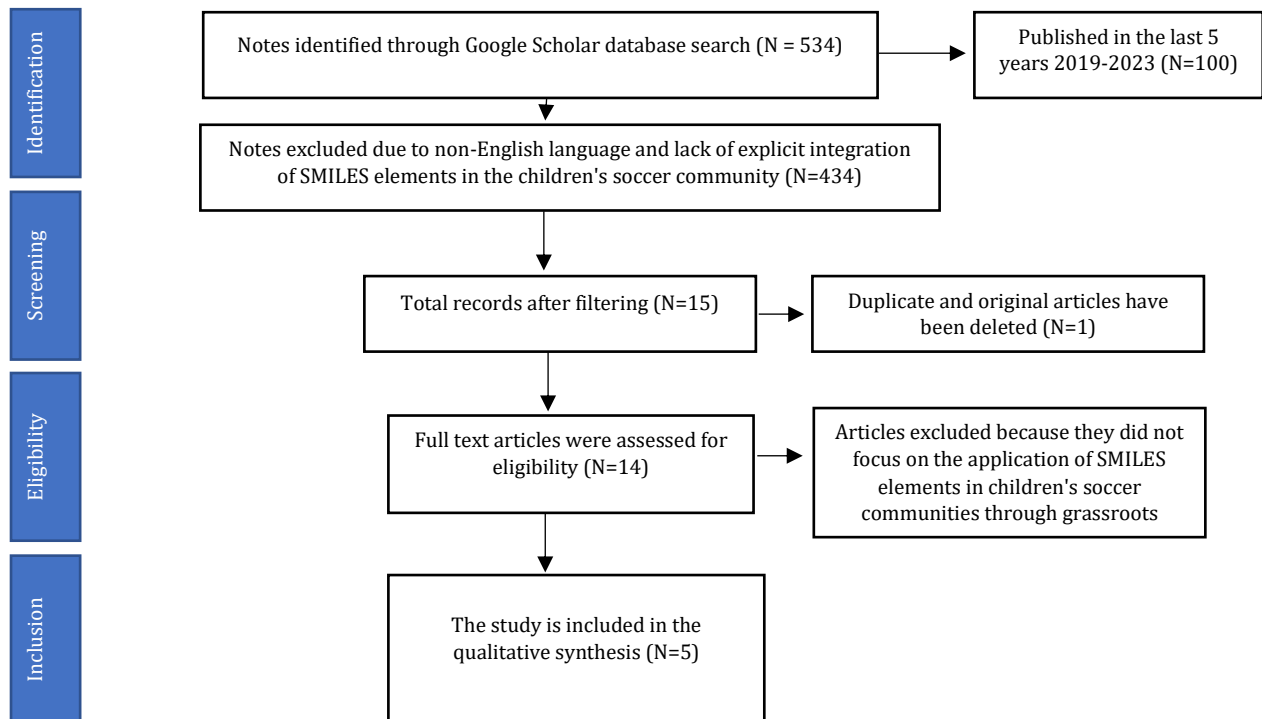 Identification
Notes identified through Google Scholar database search (N = 534)
Published in the last 5
years 2019-2023 (N=100)
Notes excluded due to non-English language and lack of explicit integration
of SMILES elements in the children's soccer community (N=434)
Screening
Total records after filtering (N=15)
Duplicate and original articles have
been deleted (N=1)
Eligibility
Full text articles were assessed for
eligibility (N=14)
Articles excluded because they did not
focus on the application of SMILES
elements in children's soccer
communities through grassroots
Inclusion
The study is included in the
qualitative synthesis (N=5)